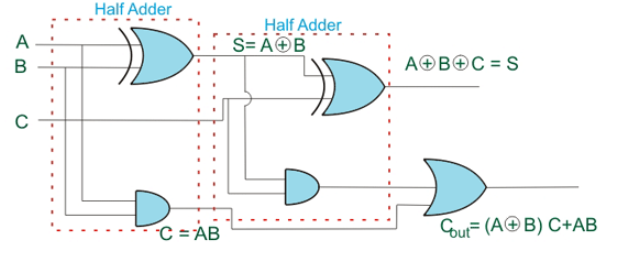 Half Adder
Half Adder
A
B
C
S= A⊕B
A⊕B⊕C = S
C = AB
Cout= (A⊕B) C+AB